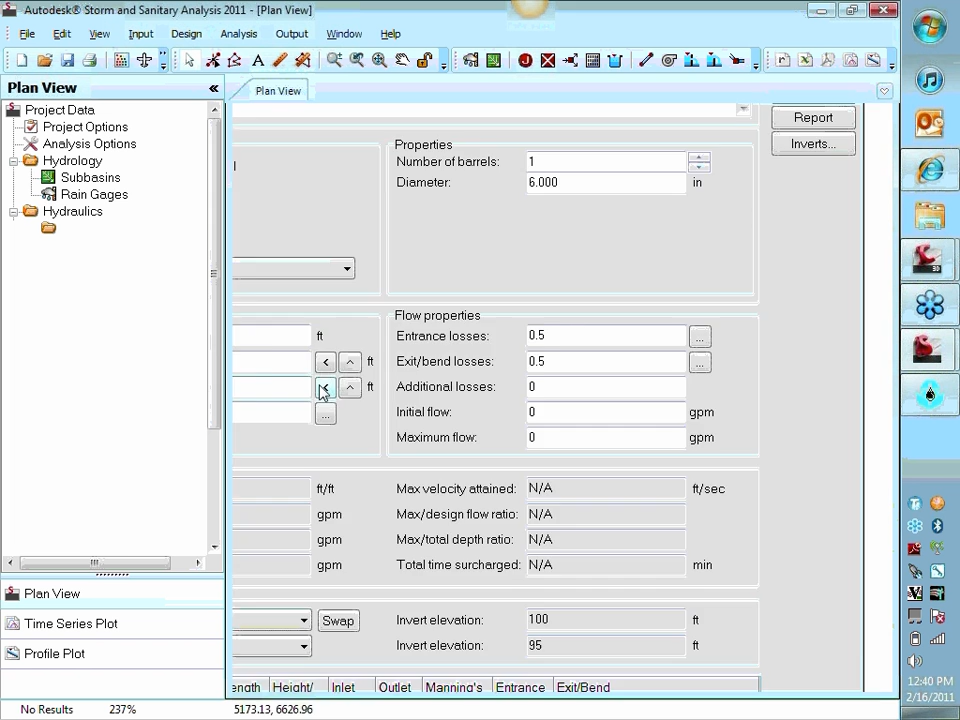 Autodesk® Storm and Sanitary Analysis 2011 - [Plan View]
File Edit View Input Design Analysis Output Window Help
Plan View «
Plan View
Project Data
Project Options
Analysis Options
Hydrology
Subbasins
Rain Gages
Hydraulics
Report
Inverts...
Properties
Number of barrels: 1
Diameter: 6.000 in
Flow properties
ft Entrance losses: 0.5 ...
< ^ ft Exit/bend losses: 0.5 ...
< ^ ft Additional losses: 0
... Initial flow: 0 gpm
Maximum flow: 0 gpm
ft/ft Max velocity attained: N/A ft/sec
gpm Max/design flow ratio: N/A
gpm Max/total depth ratio: N/A
gpm Total time surcharged: N/A min
Swap Invert elevation: 100 ft
Invert elevation: 95 ft
ength Height/ Inlet Outlet Manning's Entrance Exit/Bend
Plan View
Time Series Plot
Profile Plot
No Results 237% 5173.13, 6626.96
12:40 PM
2/16/2011